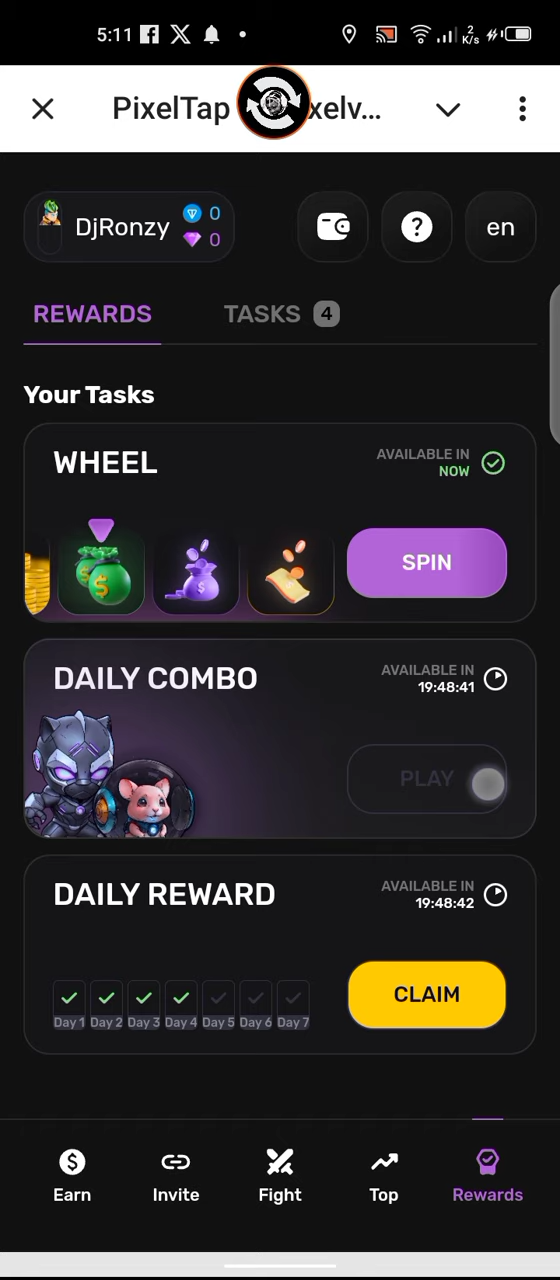 5:11
2 K/s
PixelTap xelv...
DjRonzy 0
0
?
en
REWARDS TASKS 4
Your Tasks
WHEEL
AVAILABLE IN
NOW
SPIN
DAILY COMBO
AVAILABLE IN
19:48:41
PLAY
DAILY REWARD
AVAILABLE IN
19:48:42
CLAIM
Day 1 Day 2 Day 3 Day 4 Day 5 Day 6 Day 7
Earn Invite Fight Top Rewards